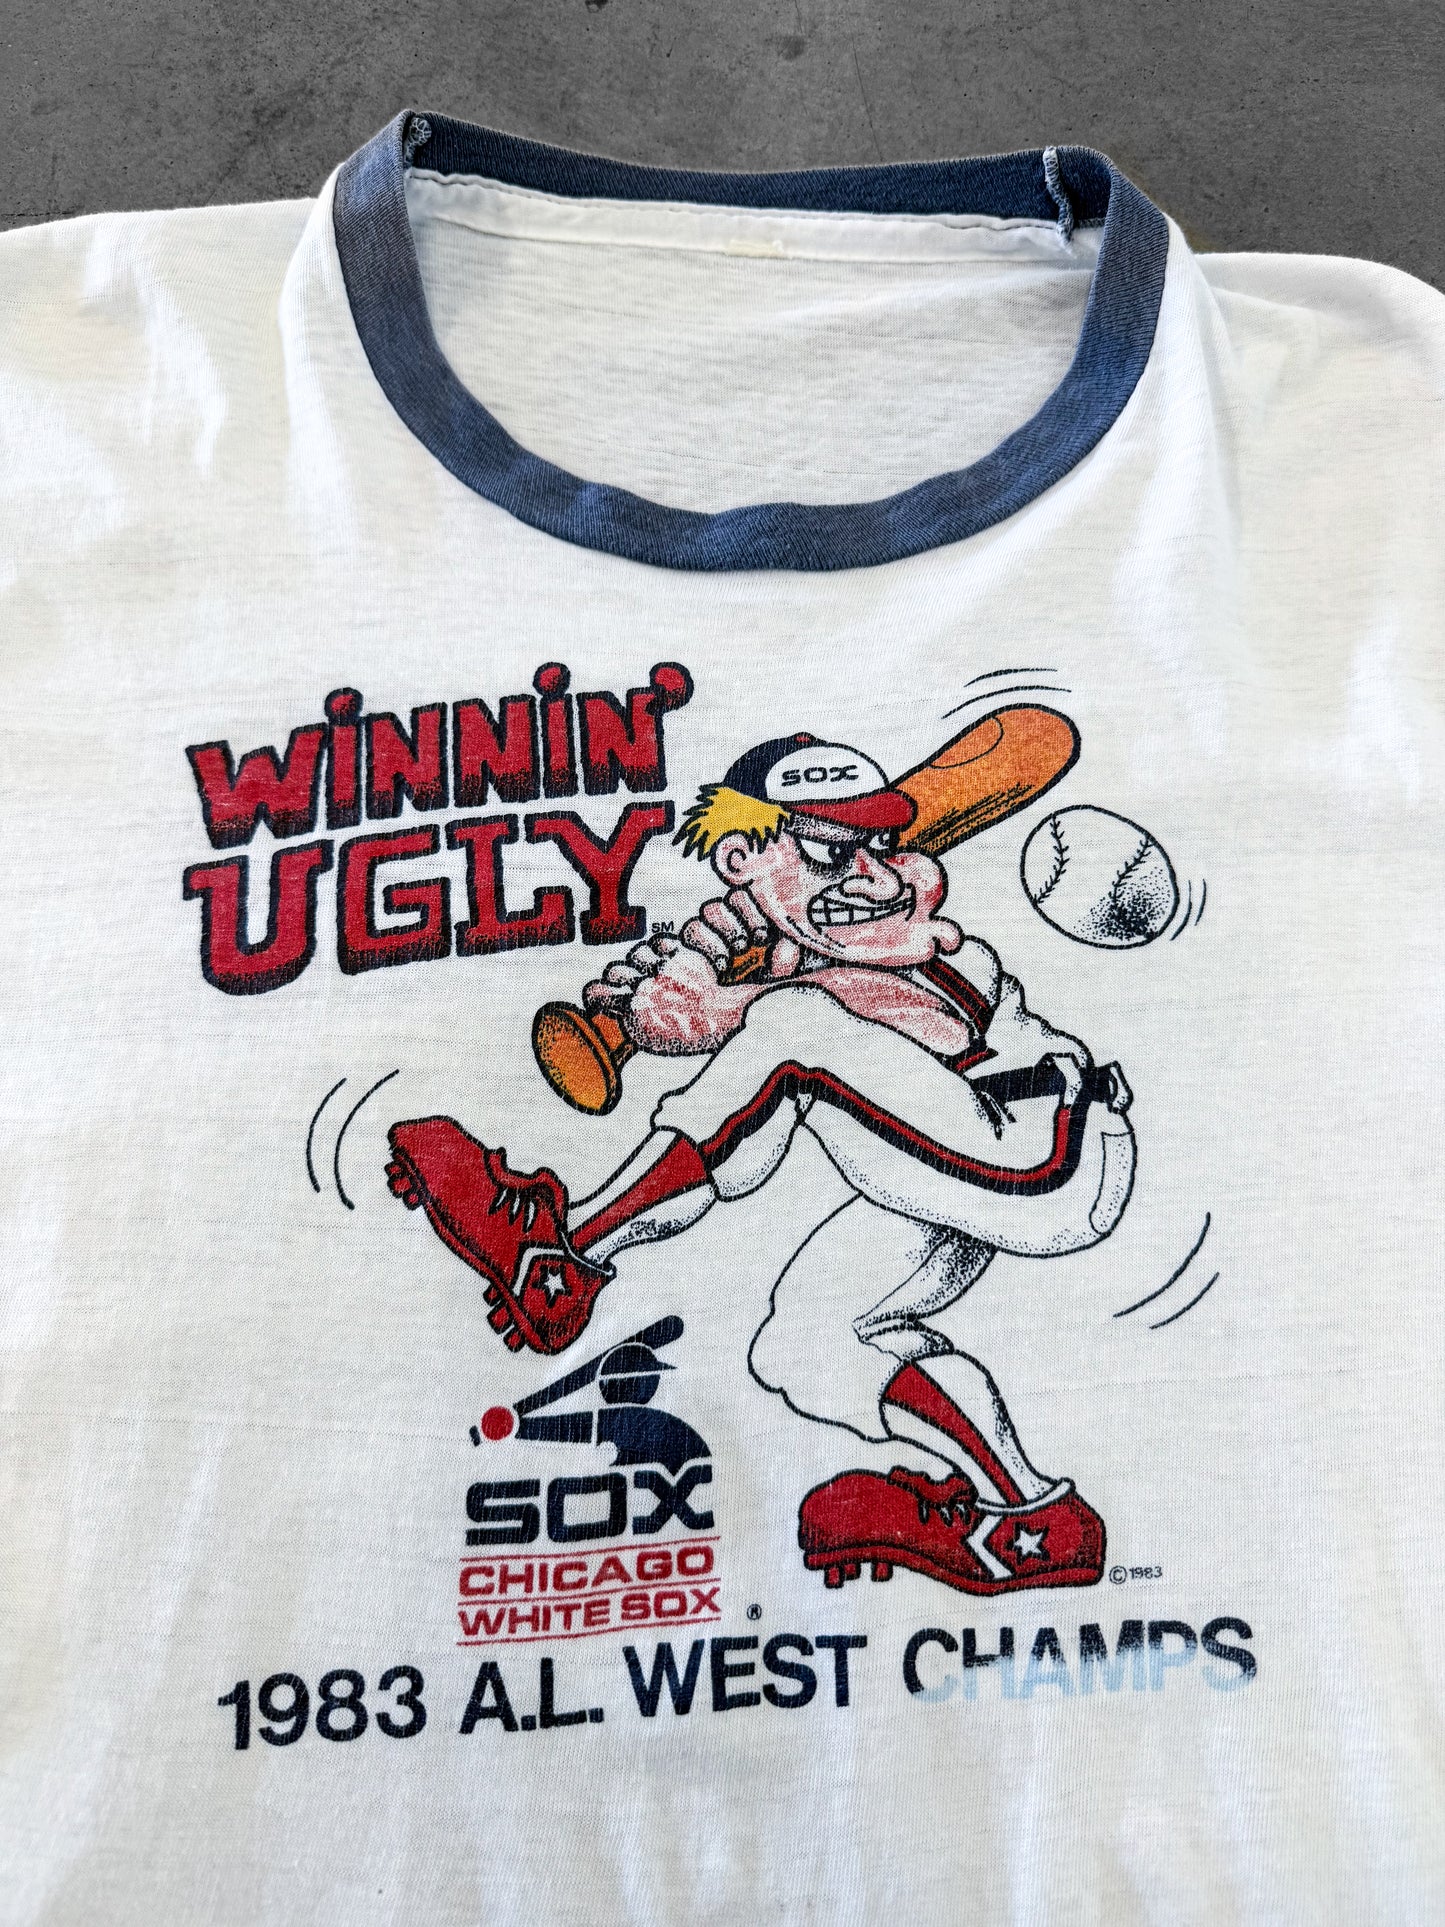 WINNIN'
UGLY SM
SOX
SOX
CHICAGO
WHITE SOX ®
©1983
1983 A.L. WEST CHAMPS